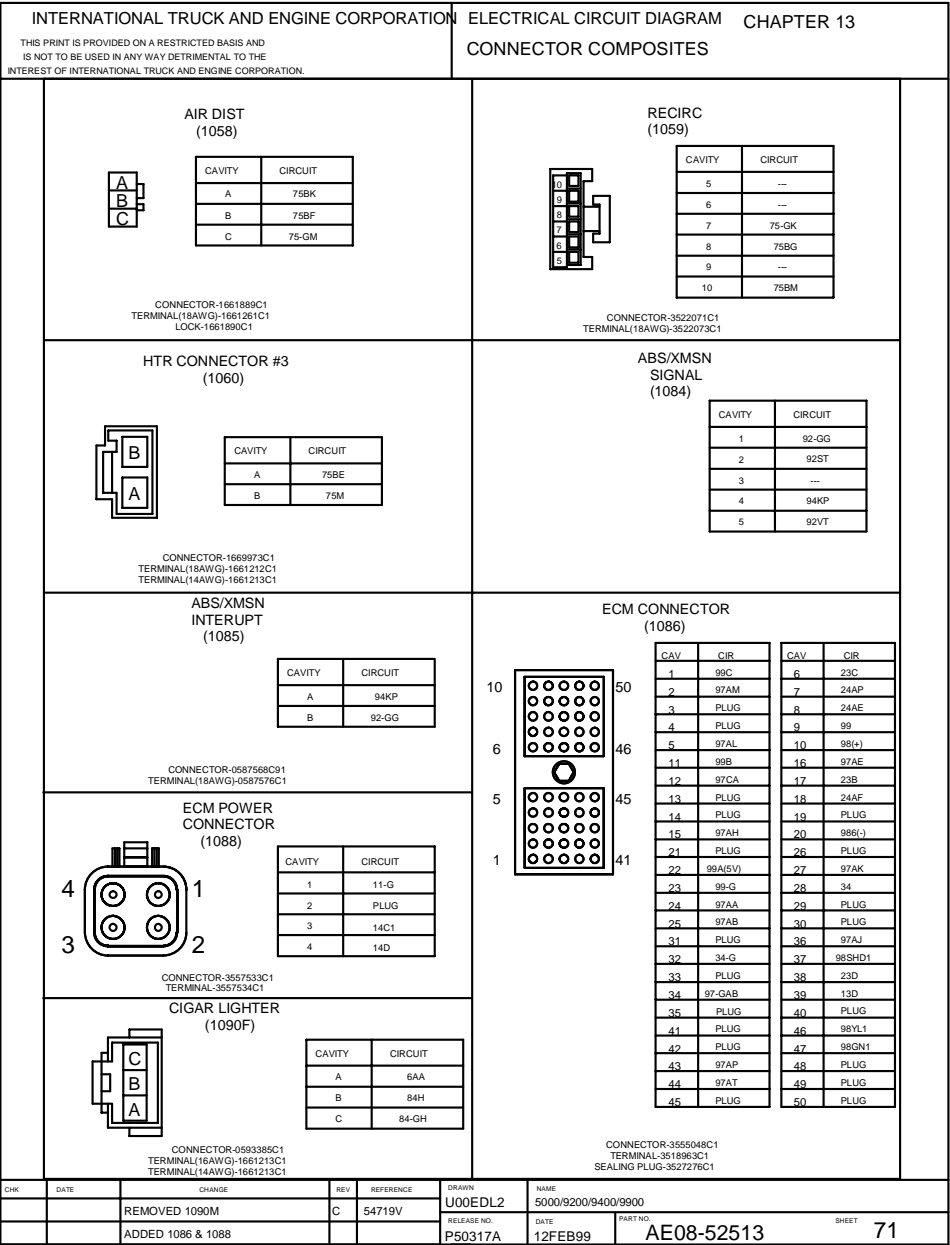 INTERNATIONAL TRUCK AND ENGINE CORPORATION
THIS PRINT IS PROVIDED ON A RESTRICTED BASIS AND
IS NOT TO BE USED IN ANY WAY DETRIMENTAL TO THE
INTEREST OF INTERNATIONAL TRUCK AND ENGINE CORPORATION.
ELECTRICAL CIRCUIT DIAGRAM CHAPTER 13
CONNECTOR COMPOSITES
AIR DIST
(1058)
A
B
C
CAVITY CIRCUIT
A 75BK
B 75BF
C 75-GM
CONNECTOR-1661889C1
TERMINAL(18AWG)-1661261C1
LOCK-1661890C1
RECIRC
(1059)
10
9
8
7
6
5
CAVITY CIRCUIT
5 ---
6 ---
7 75-GK
8 75BG
9 ---
10 75BM
CONNECTOR-3522071C1
TERMINAL(18AWG)-3522073C1
HTR CONNECTOR #3
(1060)
B
A
CAVITY CIRCUIT
A 75BE
B 75M
CONNECTOR-1669973C1
TERMINAL(18AWG)-1661212C1
TERMINAL(14AWG)-1661213C1
ABS/XMSN
SIGNAL
(1084)
CAVITY CIRCUIT
1 92-GG
2 92ST
3 ---
4 94KP
5 92VT
ABS/XMSN
INTERUPT
(1085)
CAVITY CIRCUIT
A 94KP
B 92-GG
CONNECTOR-0587568C91
TERMINAL(18AWG)-0587576C1
ECM POWER
CONNECTOR
(1088)
4 1
3 2
CAVITY CIRCUIT
1 11-G
2 PLUG
3 14C1
4 14D
CONNECTOR-3557533C1
TERMINAL-3557534C1
CIGAR LIGHTER
(1090F)
C
B
A
CAVITY CIRCUIT
A 6AA
B 84H
C 84-GH
CONNECTOR-0593385C1
TERMINAL(16AWG)-1661213C1
TERMINAL(14AWG)-1661213C1
ECM CONNECTOR
(1086)
10 50
6 46
5 45
1 41
CAV CIR CAV CIR
1 99C 6 23C
2 97AM 7 24AP
3 PLUG 8 24AE
4 PLUG 9 99
5 97AL 10 98(+)
11 99B 16 97AE
12 97CA 17 23B
13 PLUG 18 24AF
14 PLUG 19 PLUG
15 97AH 20 986(-)
21 PLUG 26 PLUG
22 99A(5V) 27 97AK
23 99-G 28 34
24 97AA 29 PLUG
25 97AB 30 PLUG
31 PLUG 36 97AJ
32 34-G 37 98SHD1
33 PLUG 38 23D
34 97-GAB 39 13D
35 PLUG 40 PLUG
41 PLUG 46 98YL1
42 PLUG 47 98GN1
43 97AP 48 PLUG
44 97AT 49 PLUG
45 PLUG 50 PLUG
CONNECTOR-3555048C1
TERMINAL-3518963C1
SEALING PLUG-3527276C1
CHK DATE CHANGE REV REFERENCE
REMOVED 1090M C 54719V
ADDED 1086 & 1088
DRAWN
U00EDL2
NAME
5000/9200/9400/9900
RELEASE NO.
P50317A
DATE
12FEB99
PART NO.
AE08-52513
SHEET 71